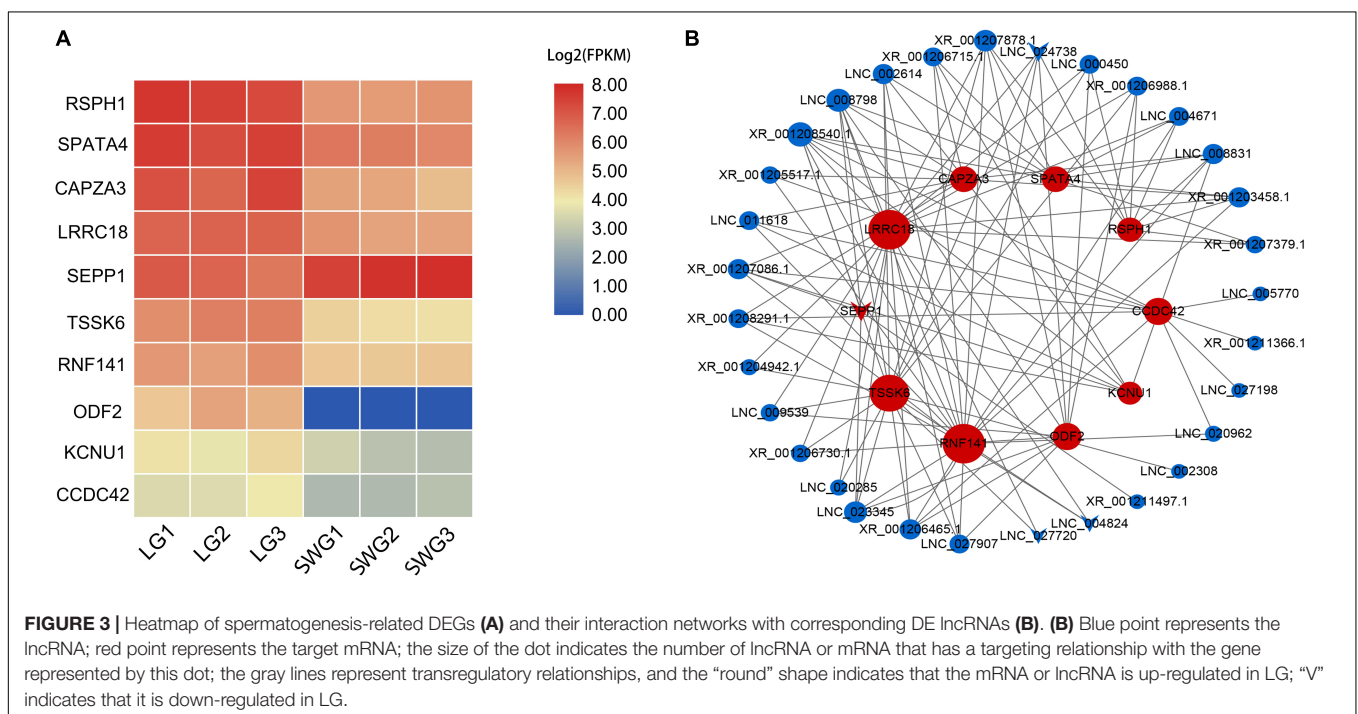 A
Log2(FPKM)
8.00
7.00
6.00
5.00
4.00
3.00
2.00
1.00
0.00
RSPH1
SPATA4
CAPZA3
LRRC18
SEPP1
TSSK6
RNF141
ODF2
KCNU1
CCDC42
LG1
LG2
LG3
SWG1
SWG2
SWG3
B
XR_001207878.1
LNC_024738
XR_001206715.1
LNC_000450
LNC_002614
XR_001206988.1
LNC_008798
LNC_004671
XR_001208540.1
LNC_008831
XR_001205517.1
CAPZA3
SPATA4
XR_001203458.1
LNC_011618
LRRC18
RSPH1
XR_001207379.1
XR_001207086.1
LNC_005770
SEPP1
CCDC42
XR_001208291.1
XR_001211366.1
XR_001204942.1
TSSK6
KCNU1
LNC_027198
LNC_009539
RNF141
ODF2
LNC_020962
XR_001206730.1
LNC_002308
LNC_020285
XR_001211497.1
LNC_023345
LNC_004824
XR_001206465.1
LNC_027720
LNC_027907
FIGURE 3 | Heatmap of spermatogenesis-related DEGs (A) and their interaction networks with corresponding DE lncRNAs (B). (B) Blue point represents the
lncRNA; red point represents the target mRNA; the size of the dot indicates the number of lncRNA or mRNA that has a targeting relationship with the gene
represented by this dot; the gray lines represent transregulatory relationships, and the “round” shape indicates that the mRNA or lncRNA is up-regulated in LG; “V”
indicates that it is down-regulated in LG.